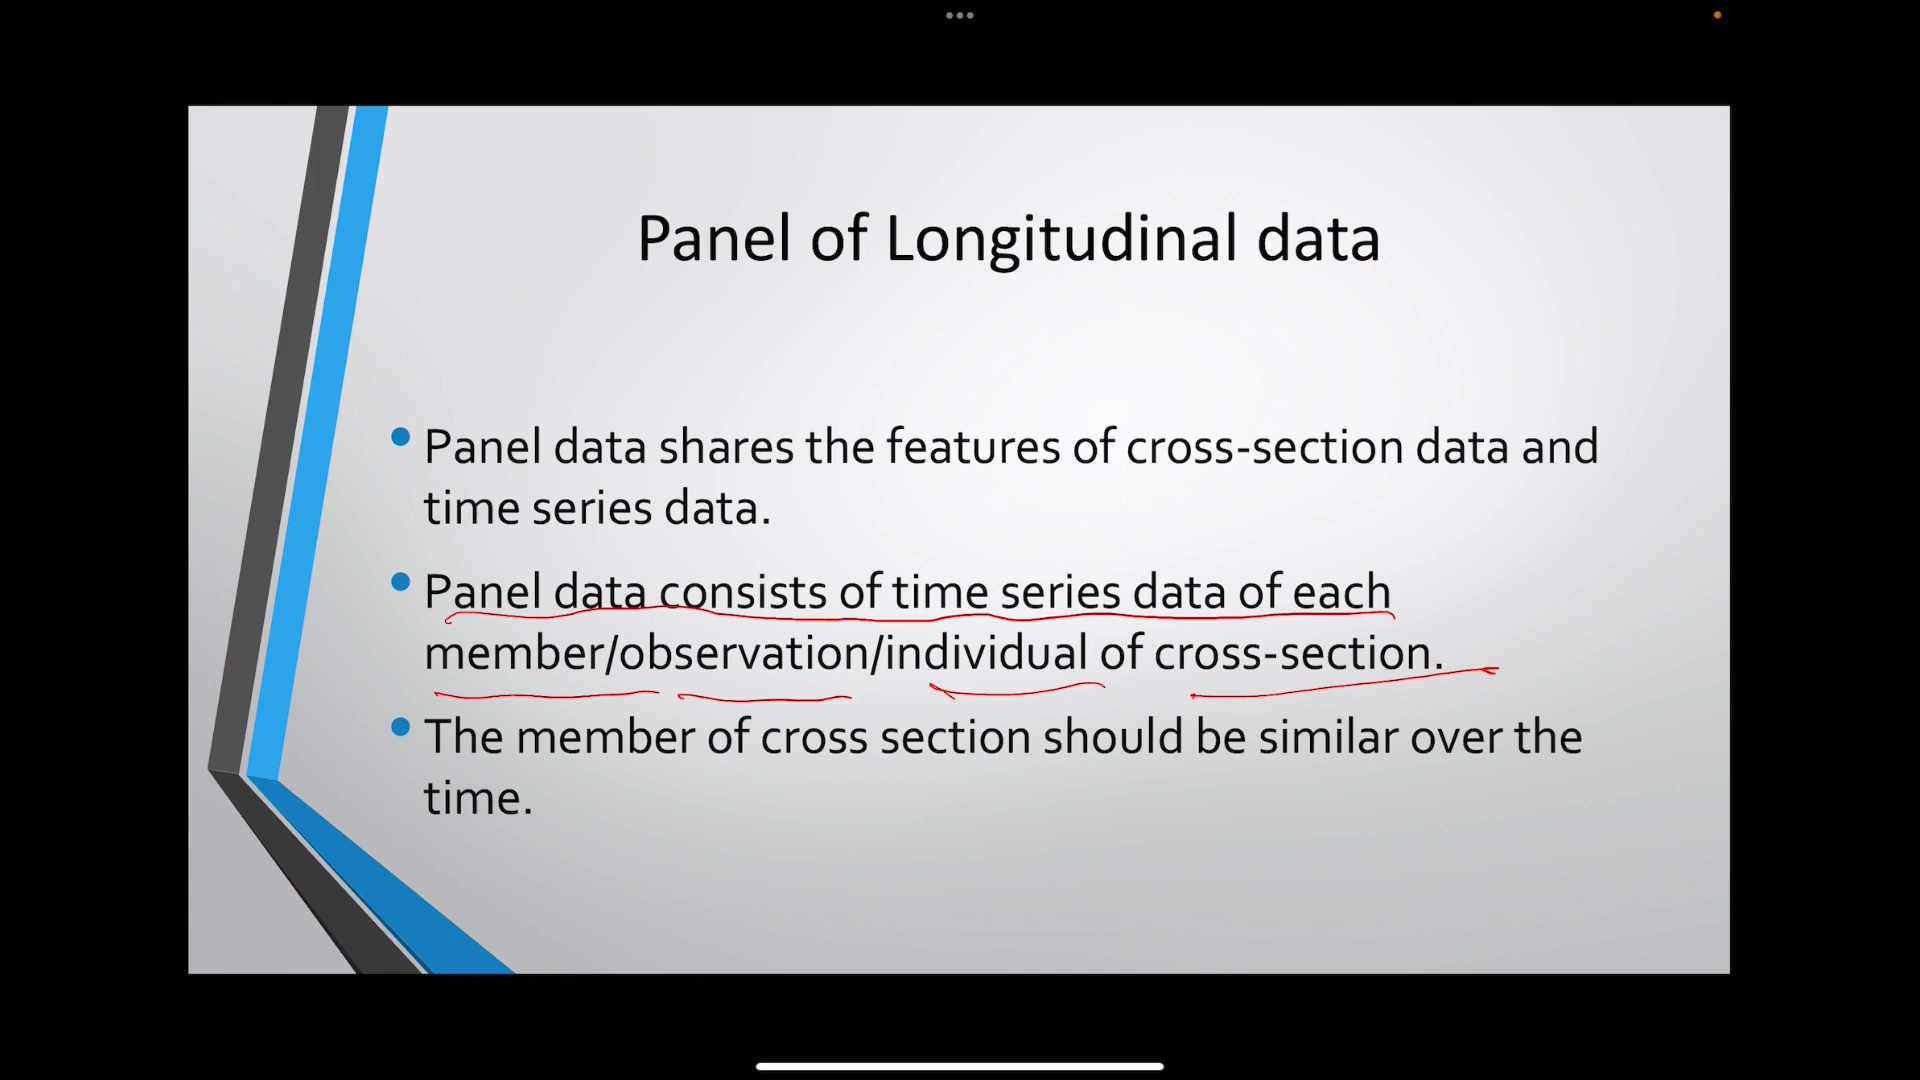 Panel of Longitudinal data
Panel data shares the features of cross-section data and
time series data.
Panel data consists of time series data of each
member/observation/individual of cross-section.
The member of cross section should be similar over the
time.